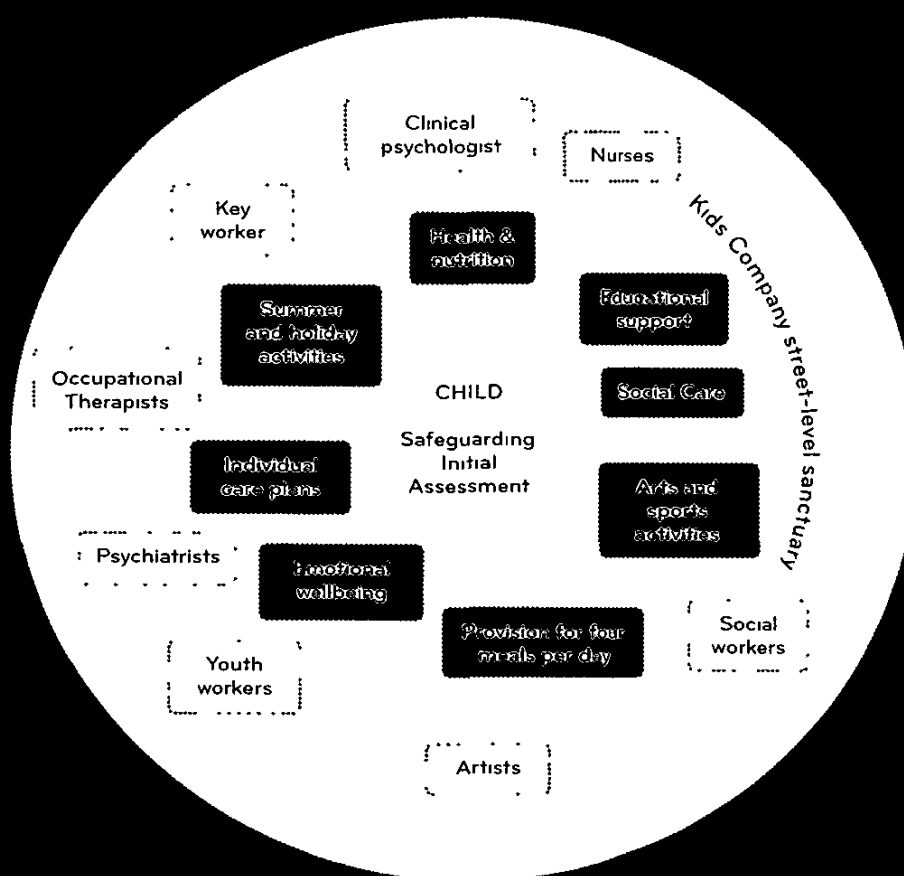 Clinical
psychologist
Nurses
Key
worker
Kids Company street-level sanctuary
Health &
nutrition
Summer
and holiday
activities
Educational
support
Occupational
Therapists
CHILD
Social Care
Safeguarding
Initial
Assessment
Individual
care plans
Arts and
sports
activities
Psychiatrists
Emotional
wellbeing
Provision for four
meals per day
Social
workers
Youth
workers
Artists